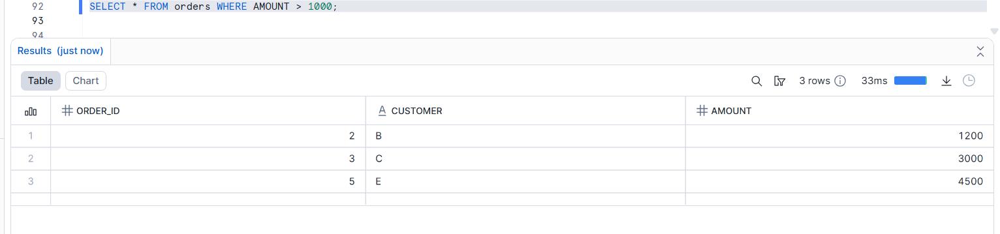 92 SELECT * FROM orders WHERE AMOUNT > 1000;
93
94
Results (just now)
Table Chart 3 rows 33ms
ORDER_ID CUSTOMER AMOUNT
1 2 B 1200
2 3 C 3000
3 5 E 4500